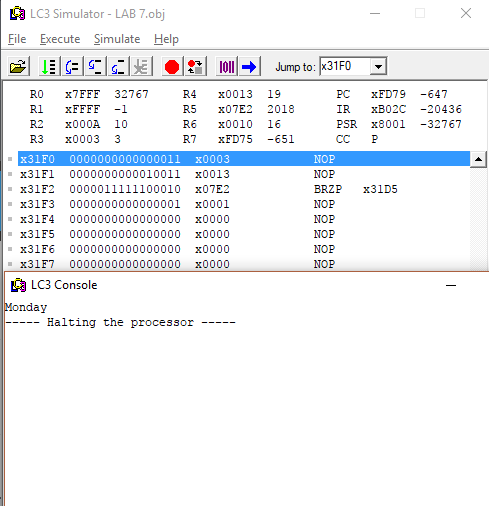 LC3 Simulator - LAB 7.obj
File Execute Simulate Help
Jump to: x31F0
R0 x7FFF 32767 R4 x0013 19 PC xFD79 -647
R1 xFFFF -1 R5 x07E2 2018 IR xB02C -20436
R2 x000A 10 R6 x0010 16 PSR x8001 -32767
R3 x0003 3 R7 xFD75 -651 CC P
x31F0 0000000000000011 x0003 NOP
x31F1 0000000000010011 x0013 NOP
x31F2 0000011111100010 x07E2 BRZP x31D5
x31F3 0000000000000001 x0001 NOP
x31F4 0000000000000000 x0000 NOP
x31F5 0000000000000000 x0000 NOP
x31F6 0000000000000000 x0000 NOP
x31F7 0000000000000000 x0000 NOP
LC3 Console
Monday
----- Halting the processor -----